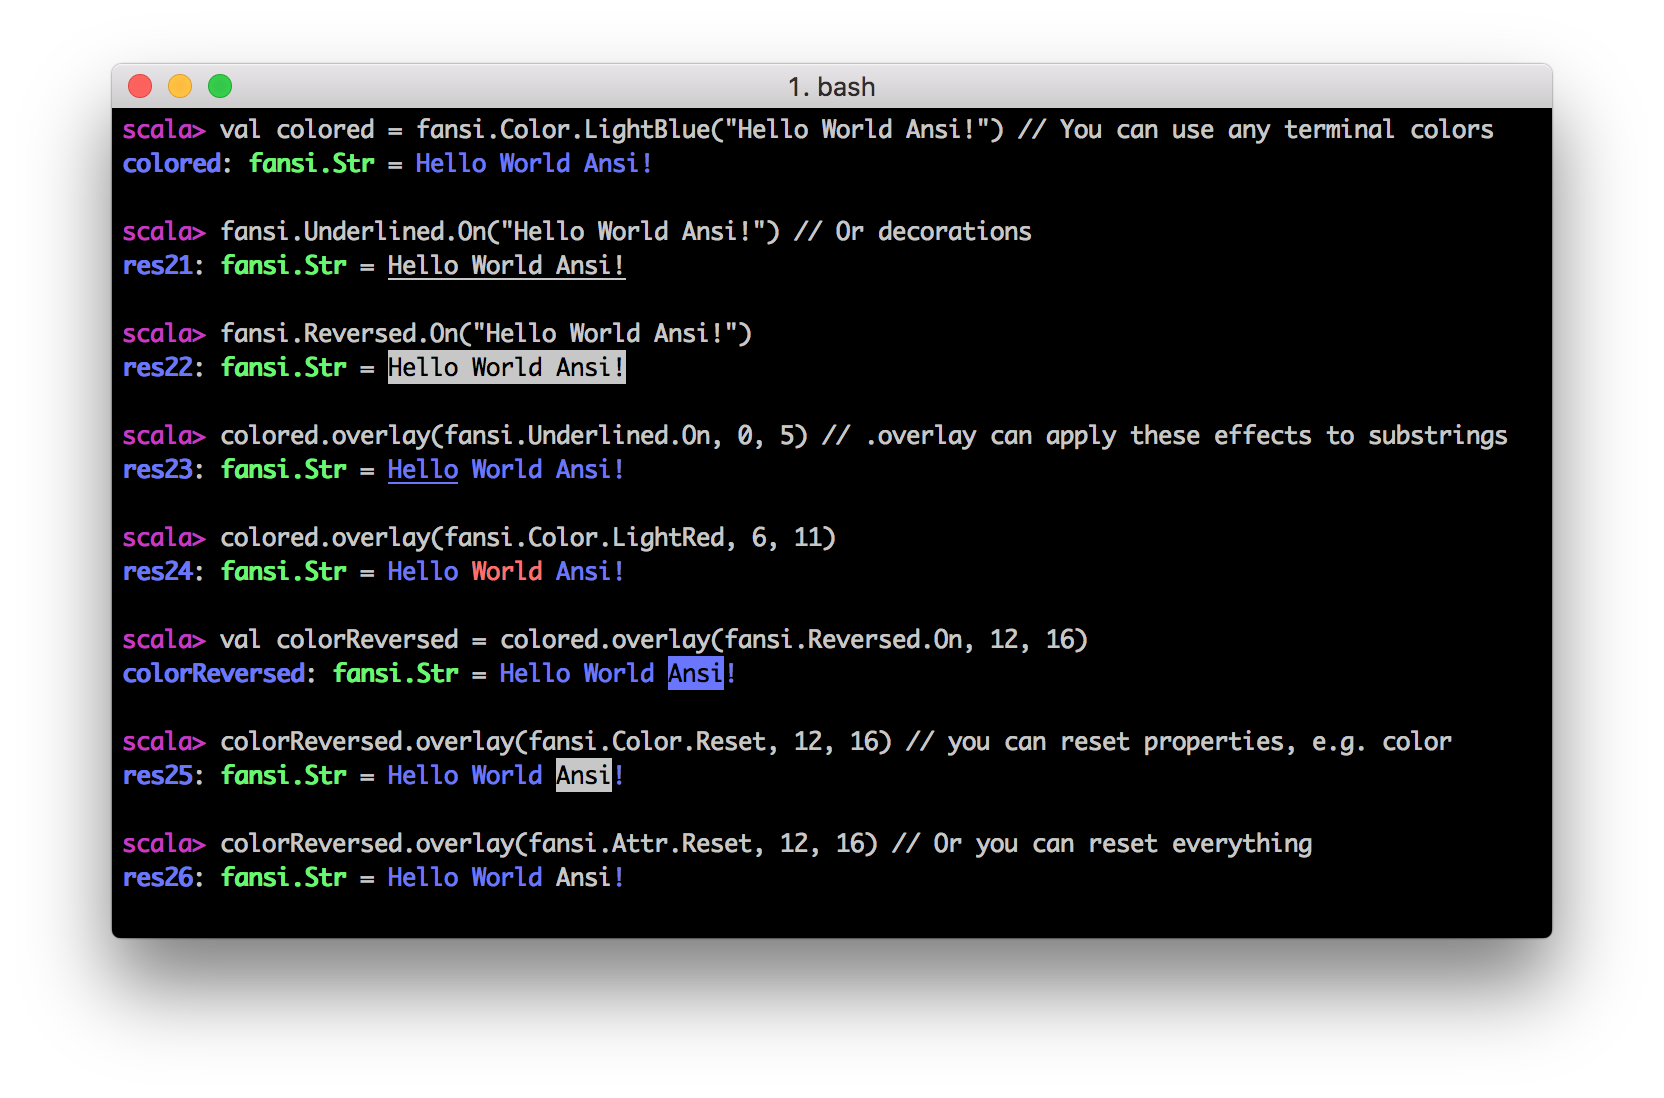 1. bash
scala> val colored = fansi.Color.LightBlue("Hello World Ansi!") // You can use any terminal colors
colored: fansi.Str = Hello World Ansi!
scala> fansi.Underlined.On("Hello World Ansi!") // Or decorations
res21: fansi.Str = Hello World Ansi!
scala> fansi.Reversed.On("Hello World Ansi!")
res22: fansi.Str = Hello World Ansi!
scala> colored.overlay(fansi.Underlined.On, 0, 5) // .overlay can apply these effects to substrings
res23: fansi.Str = Hello World Ansi!
scala> colored.overlay(fansi.Color.LightRed, 6, 11)
res24: fansi.Str = Hello World Ansi!
scala> val colorReversed = colored.overlay(fansi.Reversed.On, 12, 16)
colorReversed: fansi.Str = Hello World Ansi!
scala> colorReversed.overlay(fansi.Color.Reset, 12, 16) // you can reset properties, e.g. color
res25: fansi.Str = Hello World Ansi!
scala> colorReversed.overlay(fansi.Attr.Reset, 12, 16) // Or you can reset everything
res26: fansi.Str = Hello World Ansi!